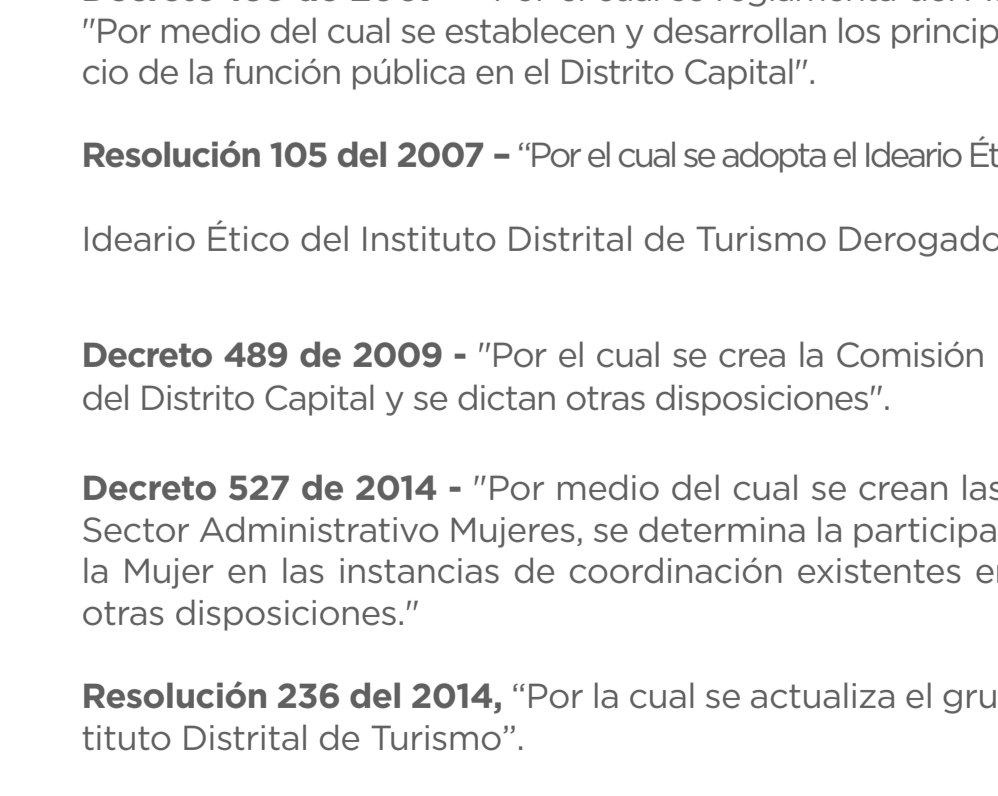 "Por medio del cual se establecen y desarrollan los princip
cio de la función pública en el Distrito Capital".
Resolución 105 del 2007 – “Por el cual se adopta el Ideario Ét
Ideario Ético del Instituto Distrital de Turismo Derogado
Decreto 489 de 2009 - "Por el cual se crea la Comisión
del Distrito Capital y se dictan otras disposiciones".
Decreto 527 de 2014 - "Por medio del cual se crean las
Sector Administrativo Mujeres, se determina la participa
la Mujer en las instancias de coordinación existentes en
otras disposiciones."
Resolución 236 del 2014, “Por la cual se actualiza el gru
tituto Distrital de Turismo”.